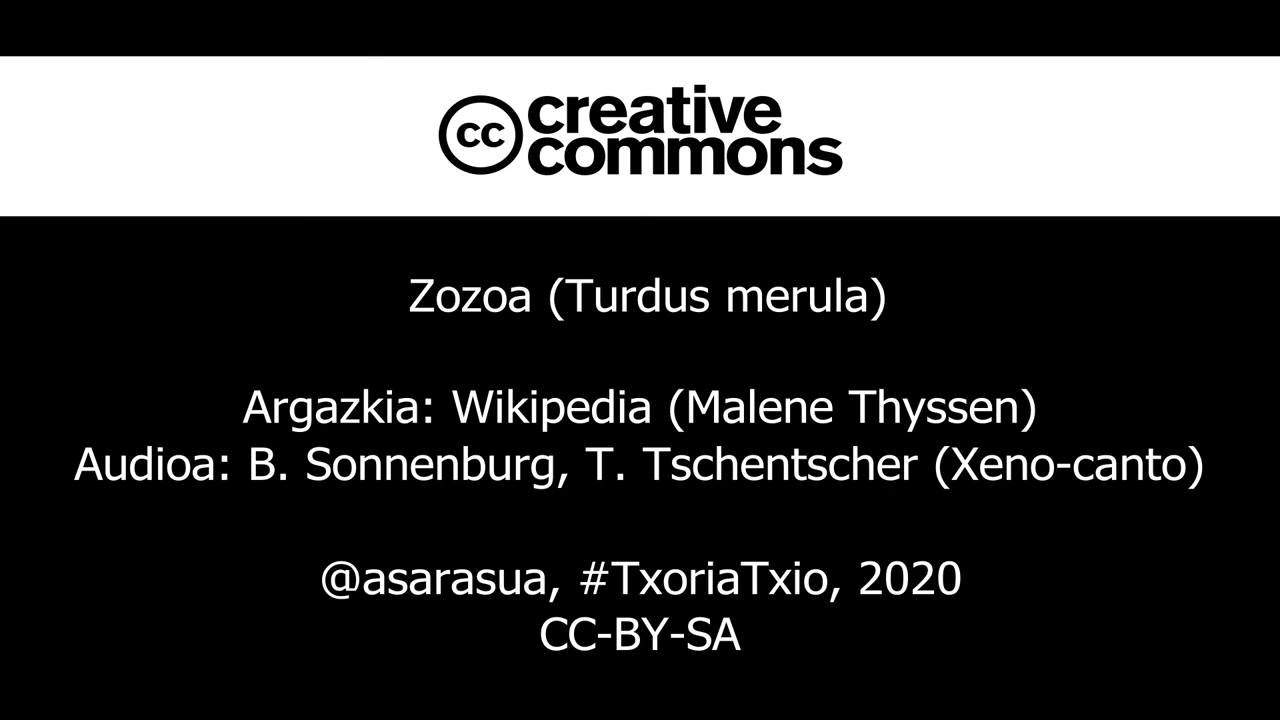 cc creative
commons
Zozoa (Turdus merula)
Argazkia: Wikipedia (Malene Thyssen)
Audioa: B. Sonnenburg, T. Tschentscher (Xeno-canto)
@asarasua, #TxoriaTxio, 2020
CC-BY-SA